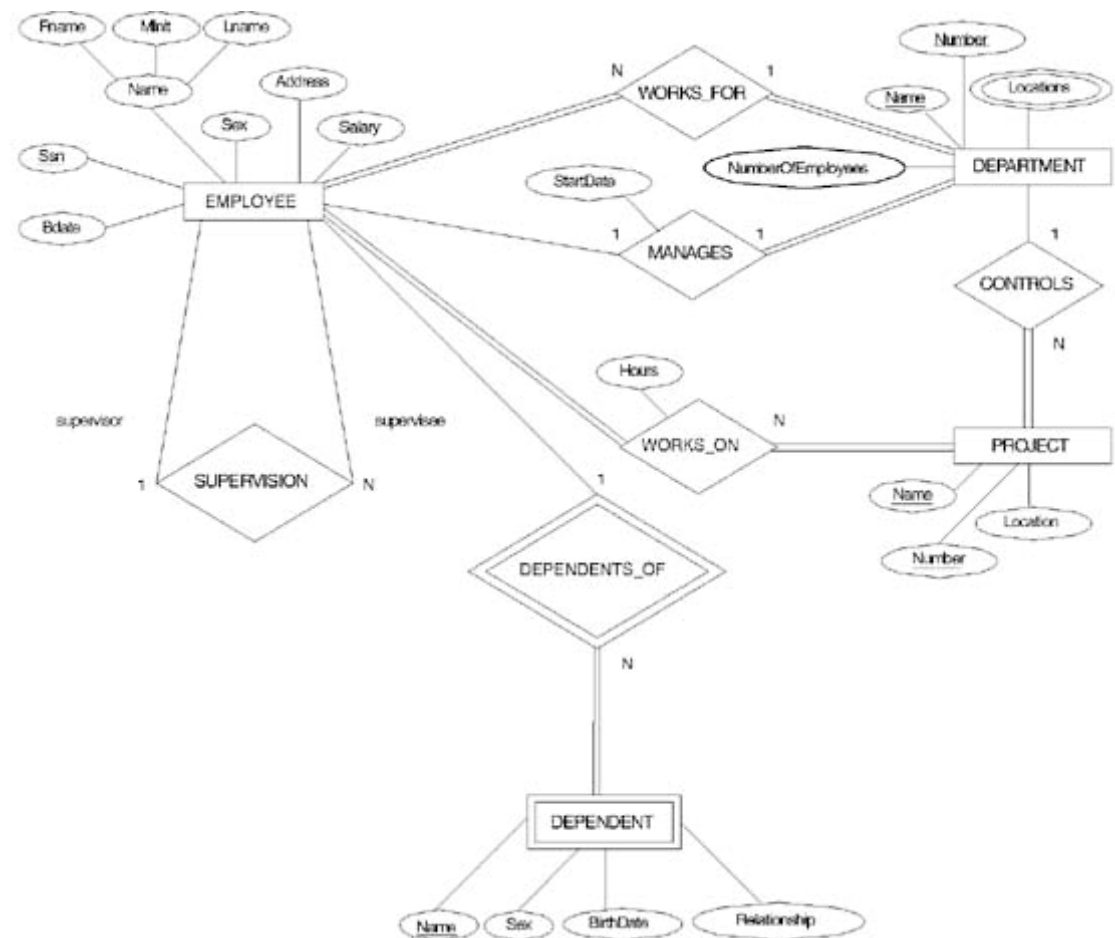 Fname
Minit
Lname
Number
Address
Name
N
1
WORKS_FOR
Name
Locations
Sex
Salary
Ssn
NumberOfEmployees
DEPARTMENT
StartData
EMPLOYEE
Bdate
1
1
1
MANAGES
CONTROLS
N
Hours
supervisor
supervisee
N
WORKS_ON
PROJECT
SUPERVISION
1
N
1
Name
Location
Number
DEPENDENTS_OF
N
DEPENDENT
Name
Sex
BirthDate
Relationship